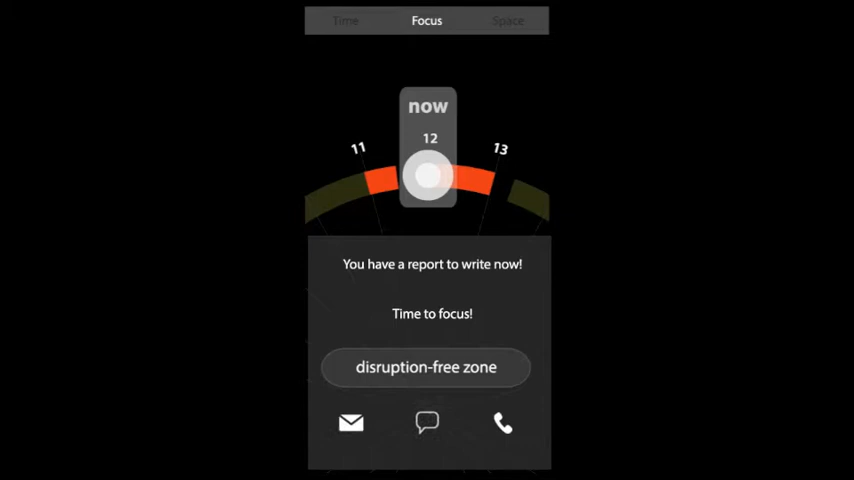 Time Focus Space
now
11 12 13
You have a report to write now!
Time to focus!
disruption-free zone